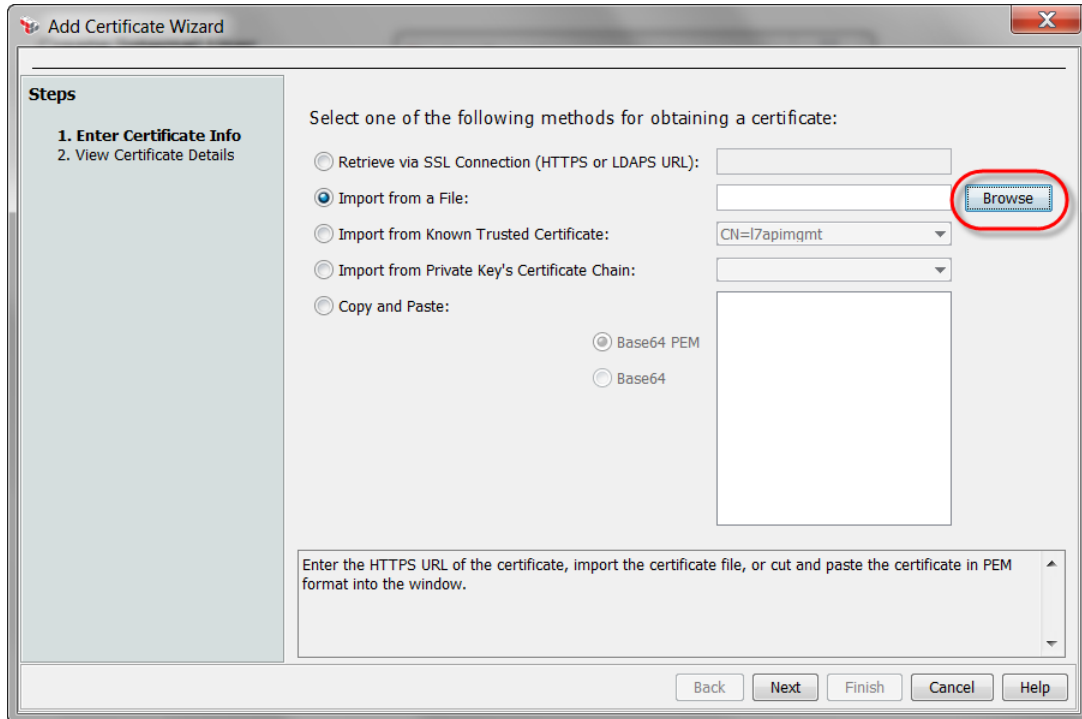 Add Certificate Wizard
Steps
1. Enter Certificate Info
2. View Certificate Details
Select one of the following methods for obtaining a certificate:
Retrieve via SSL Connection (HTTPS or LDAPS URL):
Import from a File:
Browse
Import from Known Trusted Certificate:
CN=l7apimgmt
Import from Private Key's Certificate Chain:
Copy and Paste:
Base64 PEM
Base64
Enter the HTTPS URL of the certificate, import the certificate file, or cut and paste the certificate in PEM
format into the window.
Back
Next
Finish
Cancel
Help